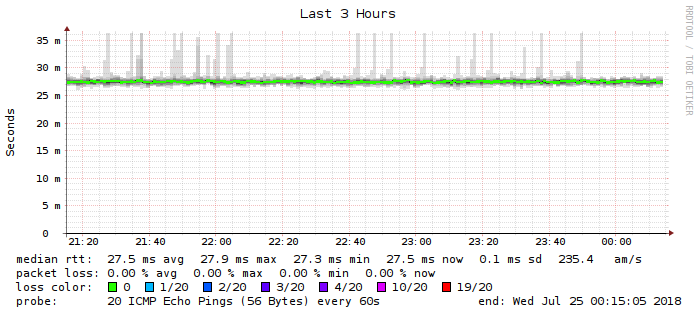 Last 3 Hours
RRDTOOL / TOBI OETIKER
Seconds
35 m
30 m
25 m
20 m
15 m
10 m
5 m
0
21:20 21:40 22:00 22:20 22:40 23:00 23:20 23:40 00:00
median rtt: 27.5 ms avg 27.9 ms max 27.3 ms min 27.5 ms now 0.1 ms sd 235.4 am/s
packet loss: 0.00 % avg 0.00 % max 0.00 % min 0.00 % now
loss color: 0 1/20 2/20 3/20 4/20 10/20 19/20
probe: 20 ICMP Echo Pings (56 Bytes) every 60s end: Wed Jul 25 00:15:05 2018